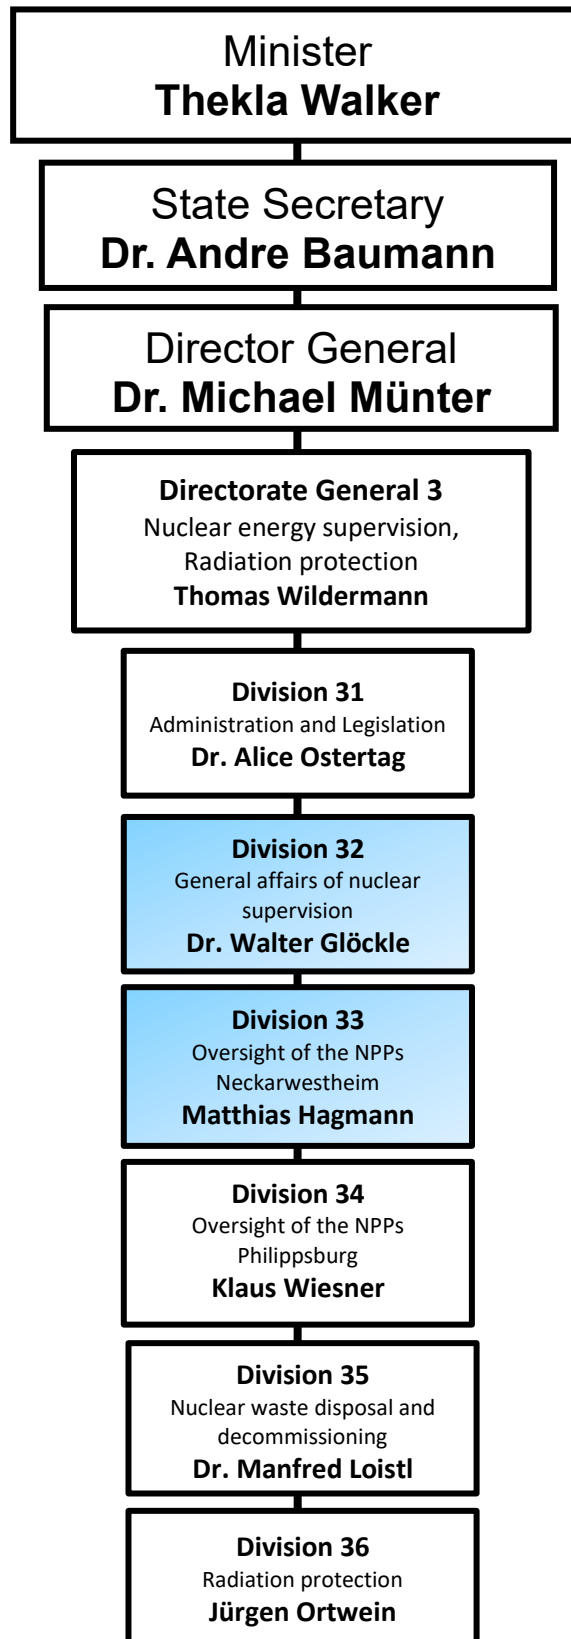 Minister
Thekla Walker
State Secretary
Dr. Andre Baumann
Director General
Dr. Michael Münter
Directorate General 3
Nuclear energy supervision,
Radiation protection
Thomas Wildermann
Division 31
Administration and Legislation
Dr. Alice Ostertag
Division 32
General affairs of nuclear
supervision
Dr. Walter Glöckle
Division 33
Oversight of the NPPs
Neckarwestheim
Matthias Hagmann
Division 34
Oversight of the NPPs
Philippsburg
Klaus Wiesner
Division 35
Nuclear waste disposal and
decommissioning
Dr. Manfred Loistl
Division 36
Radiation protection
Jürgen Ortwein